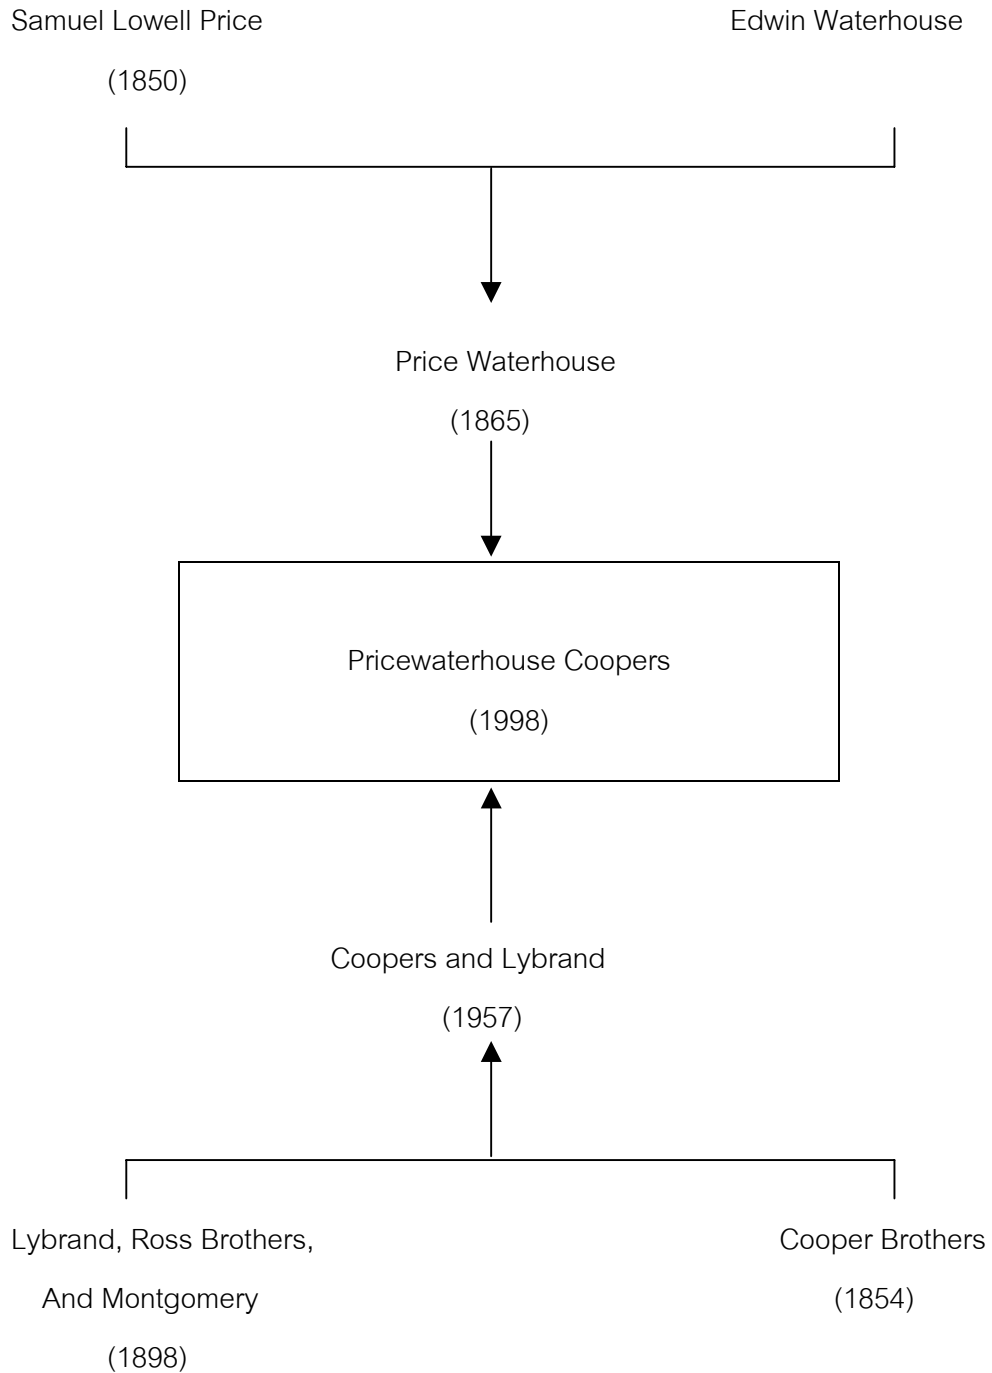 Samuel Lowell Price
Edwin Waterhouse
(1850)
Price Waterhouse
(1865)
Pricewaterhouse Coopers
(1998)
Coopers and Lybrand
(1957)
Lybrand, Ross Brothers,
And Montgomery
(1898)
Cooper Brothers
(1854)